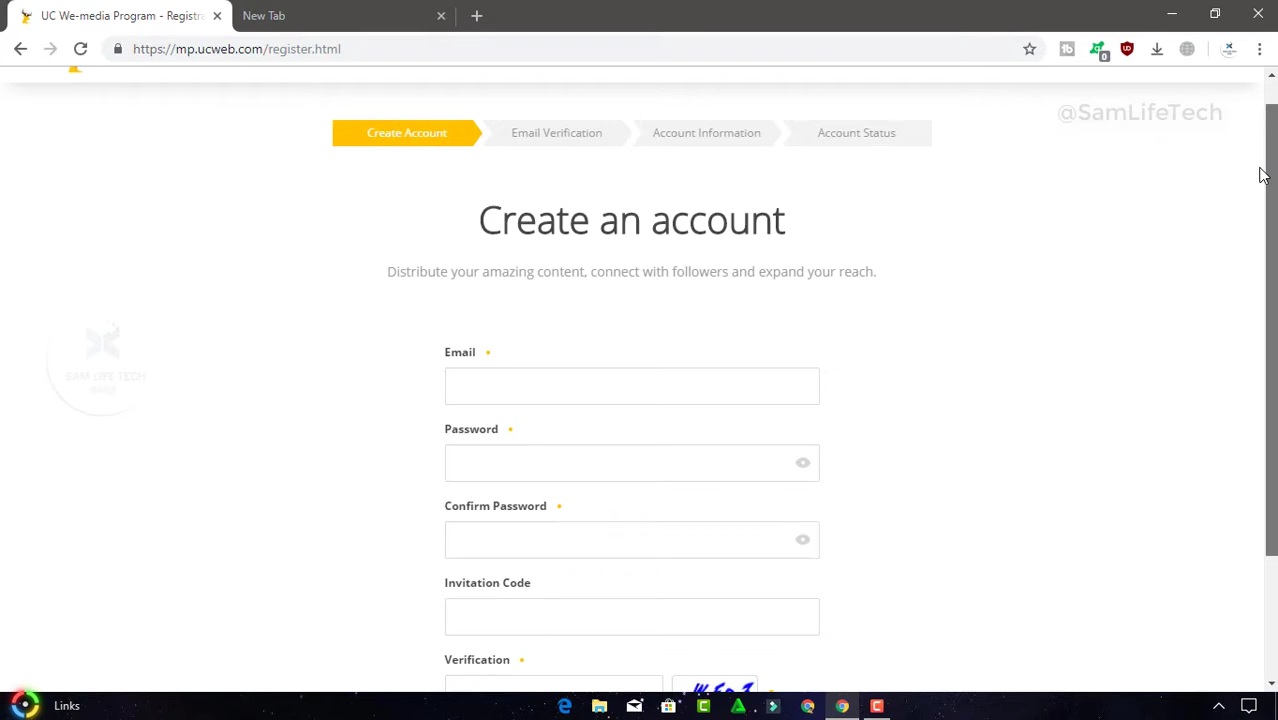 UC We-media Program - Registra
New Tab
https://mp.ucweb.com/register.html
0
@SamLifeTech
Create Account
Email Verification
Account Information
Account Status
Create an account
Distribute your amazing content, connect with followers and expand your reach.
SAM LIFE TECH
Email
Password
Confirm Password
Invitation Code
Verification
Links